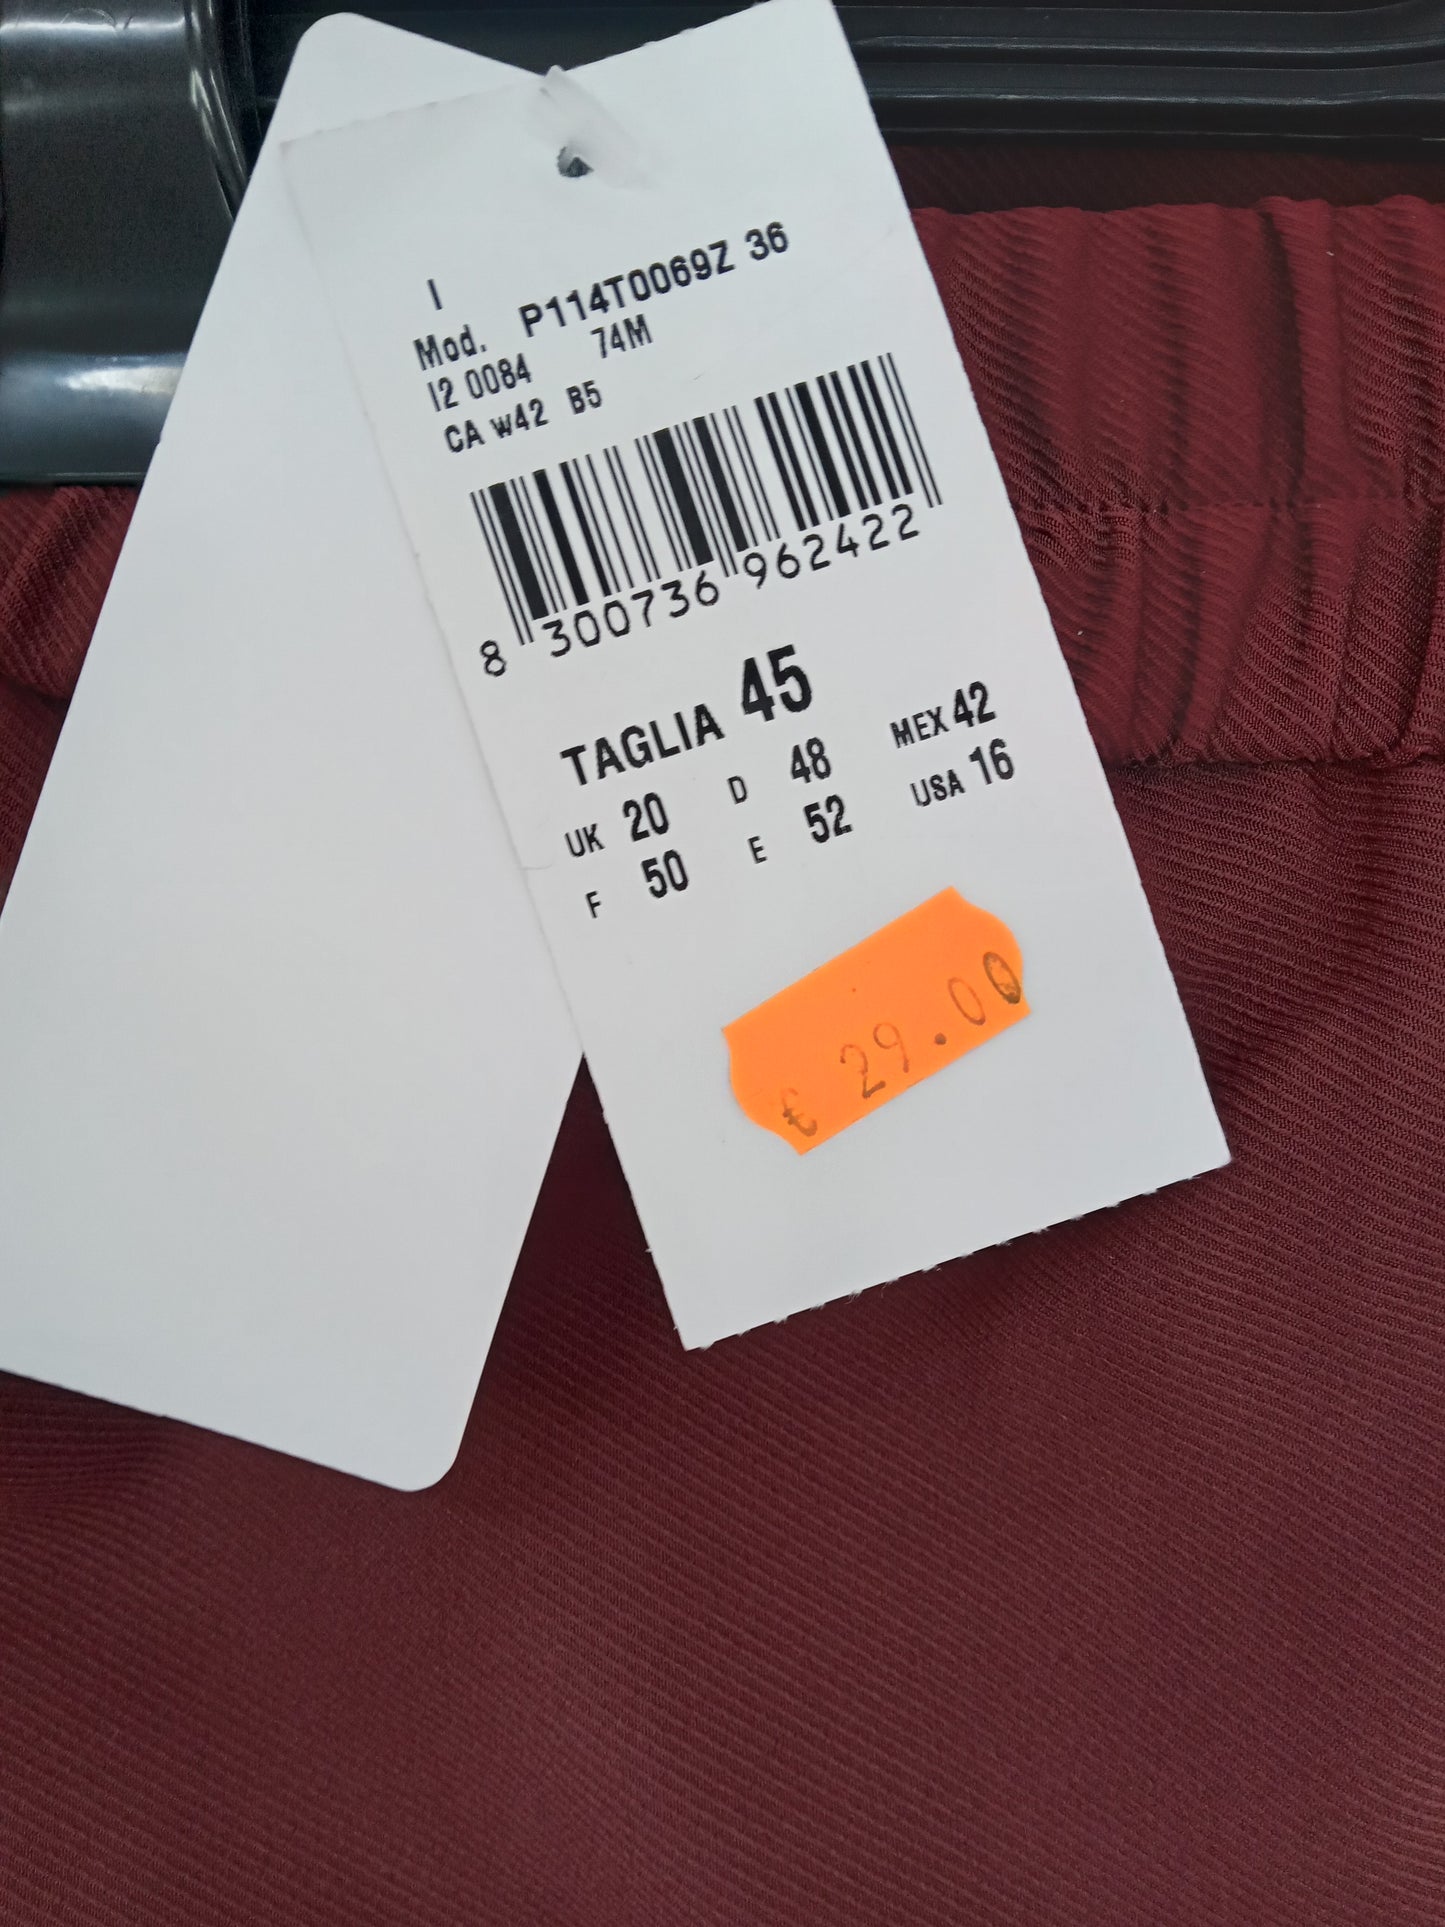 I
Mod. P114T0069Z 36
I2 0084 74M
CA W42 B5
8 300736 962422
TAGLIA 45
UK 20 D 48 MEX 42
F 50 E 52 USA 16
€ 29.00